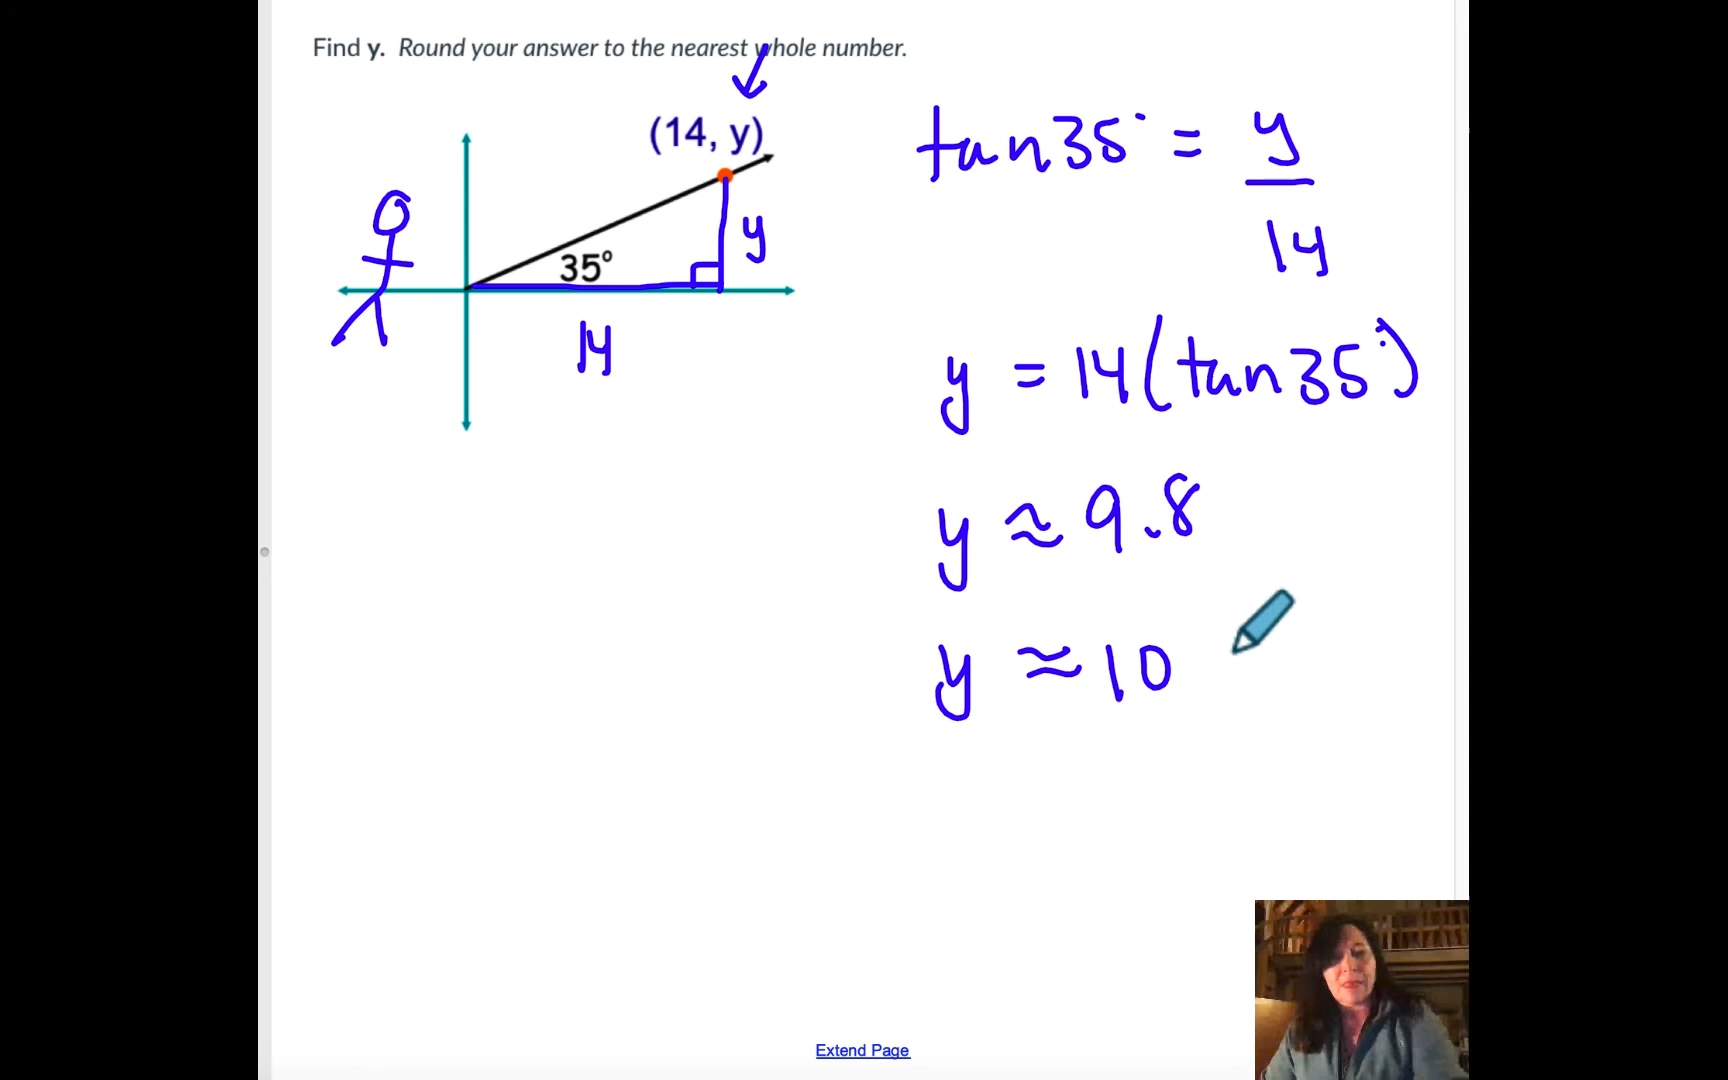 Find y. Round your answer to the nearest whole number.
(14, y)
35°
y
14
tan35° = y/14
y = 14(tan35°)
y ≈ 9.8
y ≈ 10
Extend Page